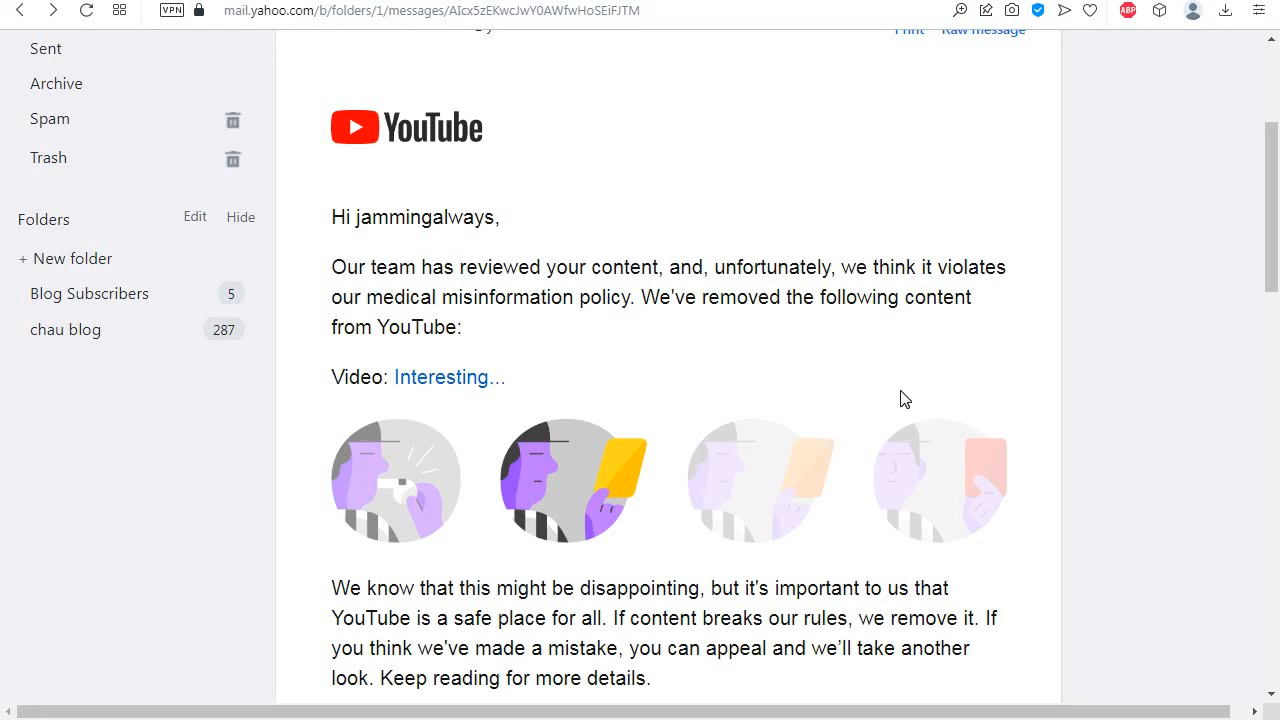 VPN mail.yahoo.com/b/folders/1/messages/AIcx5zEKwcJwY0AWfwHoSEiFJTM ABP
Print Raw message
Sent
Archive
Spam
Trash
Folders Edit Hide
+ New folder
Blog Subscribers 5
chau blog 287
YouTube
Hi jammingalways,
Our team has reviewed your content, and, unfortunately, we think it violates
our medical misinformation policy. We've removed the following content
from YouTube:
Video: Interesting...
We know that this might be disappointing, but it's important to us that
YouTube is a safe place for all. If content breaks our rules, we remove it. If
you think we've made a mistake, you can appeal and we’ll take another
look. Keep reading for more details.